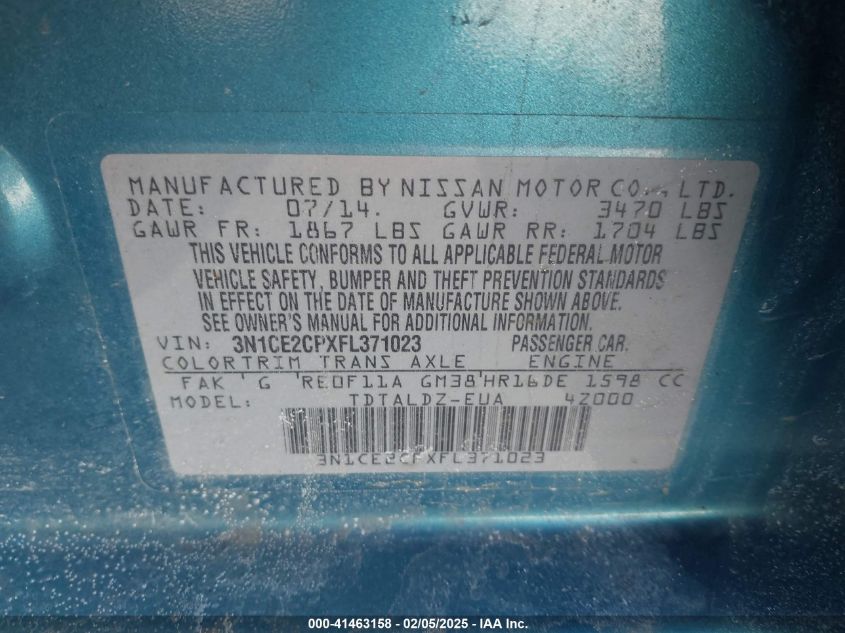 MANUFACTURED BY NISSAN MOTOR CO., LTD.
DATE: 07/14. GVWR: 3470 LBS
GAWR FR: 1867 LBS GAWR RR: 1704 LBS
THIS VEHICLE CONFORMS TO ALL APPLICABLE FEDERAL MOTOR
VEHICLE SAFETY, BUMPER AND THEFT PREVENTION STANDARDS
IN EFFECT ON THE DATE OF MANUFACTURE SHOWN ABOVE.
SEE OWNER'S MANUAL FOR ADDITIONAL INFORMATION.
VIN: 3N1CE2CPXFL371023 PASSENGER CAR.
COLOR TRIM TRANS AXLE ENGINE
FAK G RE0F11A GM38 HR16DE 1598 CC
MODEL: TDTALDZ-EUA 4Z000
3N1CE2CPXFL371023
000-41463158 - 02/05/2025 - IAA Inc.